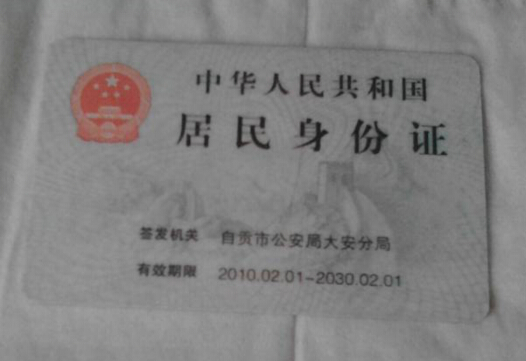 中华人民共和国
居民身份证
签发机关 自贡市公安局大安分局
有效期限 2010.02.01-2030.02.01